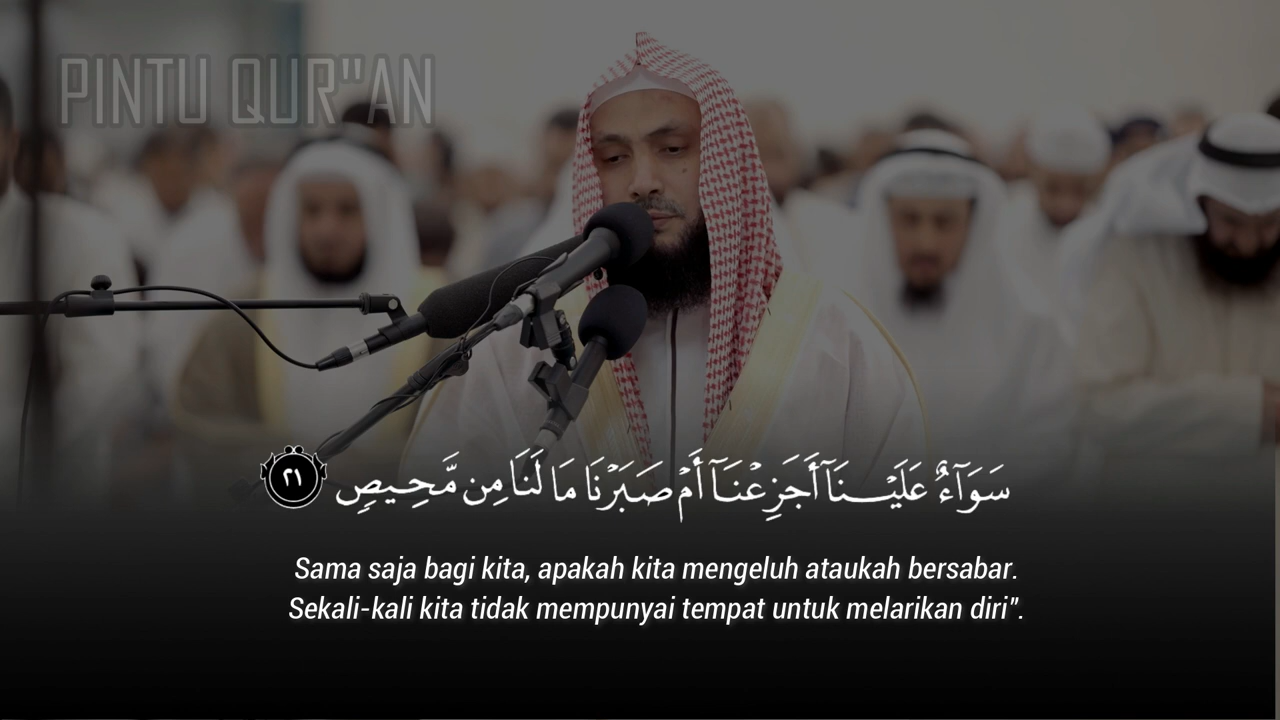 PINTU QUR"AN
سَوَآءٌ عَلَيْنَآ أَجَزِعْنَآ أَمْ صَبَرْنَا مَا لَنَا مِن مَّحِيصٍ ٢١
Sama saja bagi kita, apakah kita mengeluh ataukah bersabar.
Sekali-kali kita tidak mempunyai tempat untuk melarikan diri".